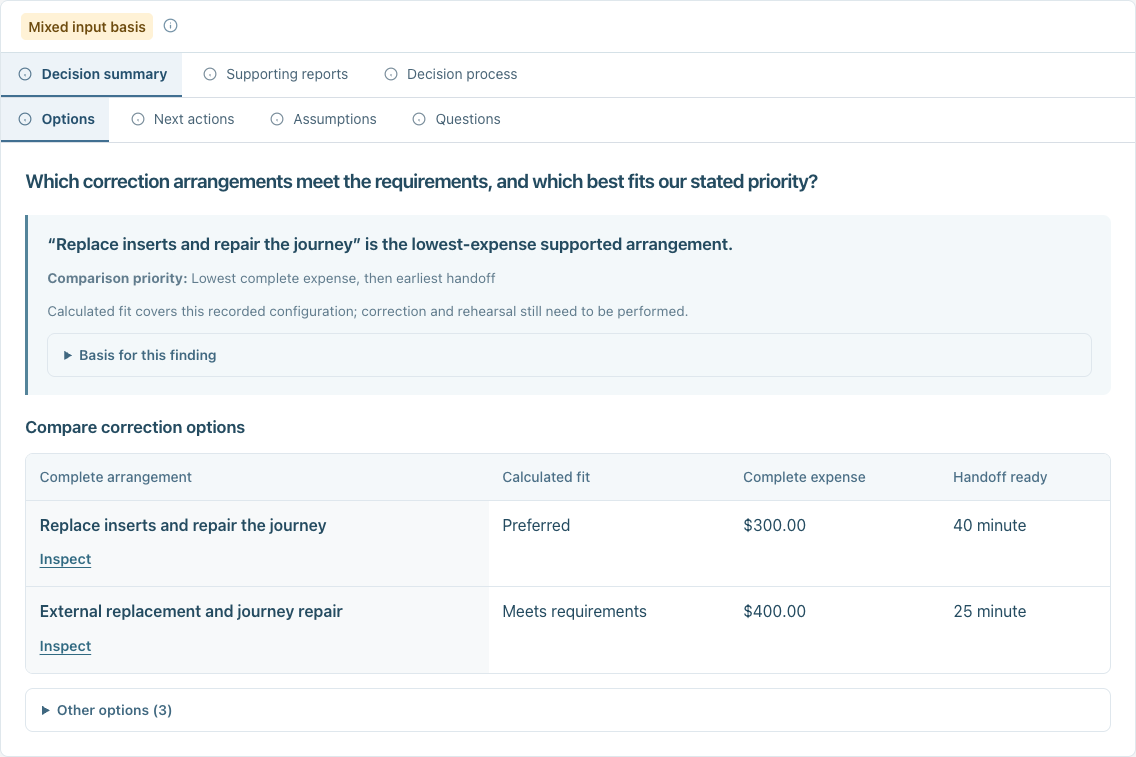 Mixed input basis
Decision summary
Supporting reports
Decision process
Options
Next actions
Assumptions
Questions
Which correction arrangements meet the requirements, and which best fits our stated priority?
“Replace inserts and repair the journey” is the lowest-expense supported arrangement.
Comparison priority: Lowest complete expense, then earliest handoff
Calculated fit covers this recorded configuration; correction and rehearsal still need to be performed.
Basis for this finding
Compare correction options
Complete arrangement Calculated fit Complete expense Handoff ready
Replace inserts and repair the journey Preferred $300.00 40 minute
Inspect
External replacement and journey repair Meets requirements $400.00 25 minute
Inspect
Other options (3)